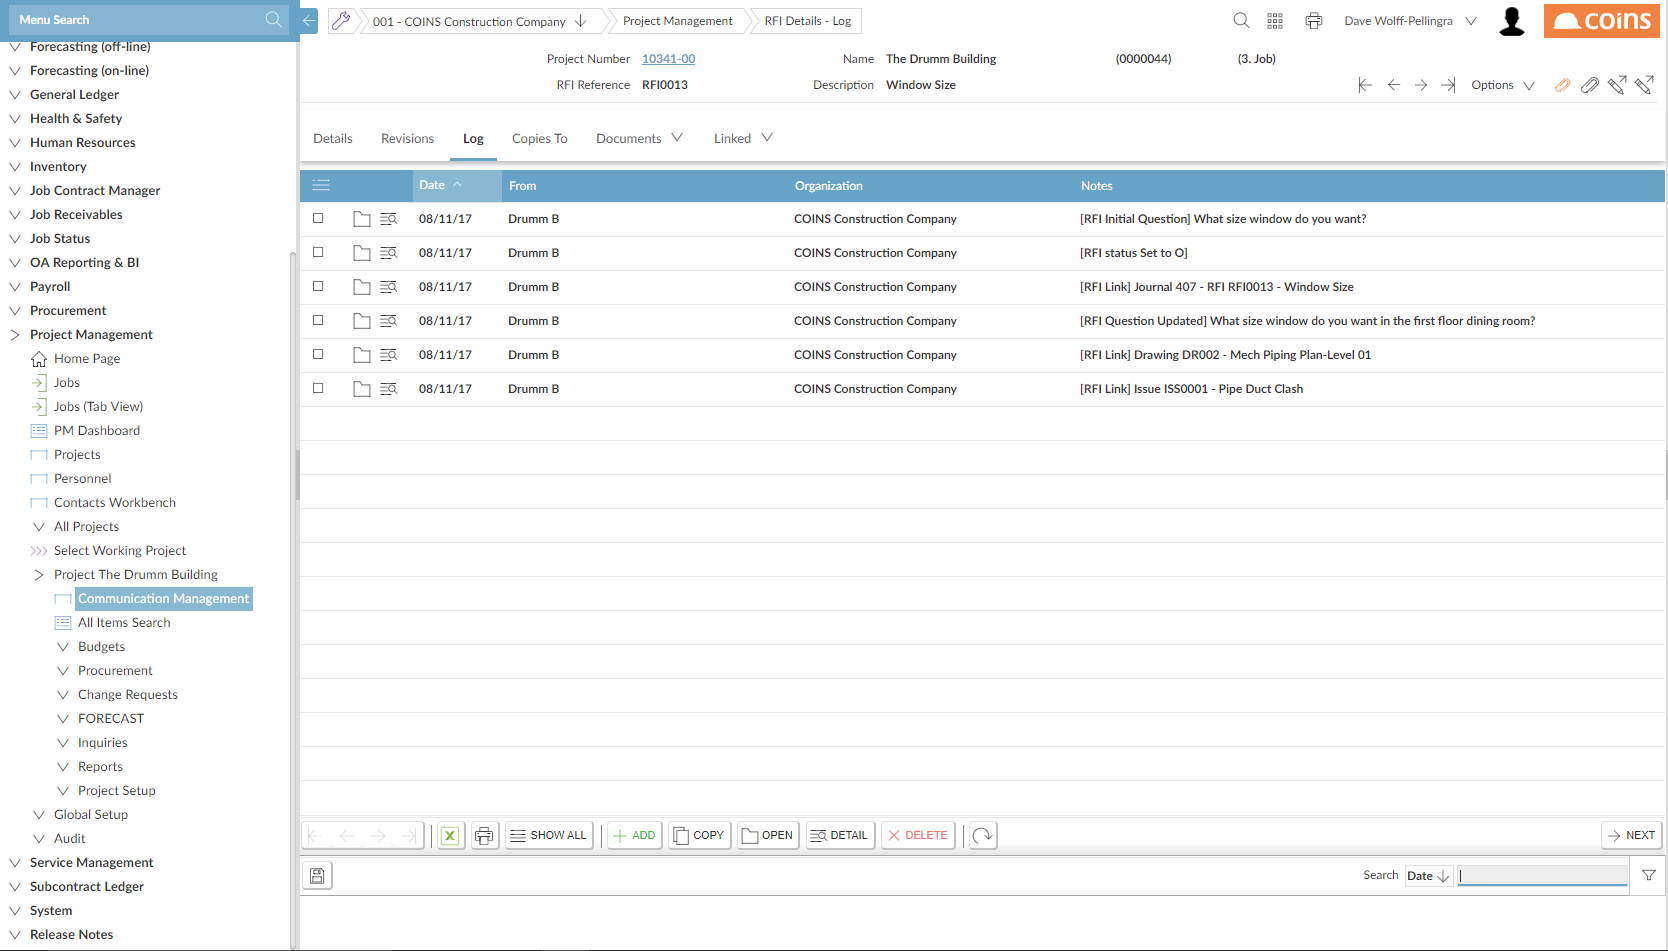 Menu Search
Forecasting (off-line)
Forecasting (on-line)
General Ledger
Health & Safety
Human Resources
Inventory
Job Contract Manager
Job Receivables
Job Status
OA Reporting & BI
Payroll
Procurement
Project Management
Home Page
Jobs
Jobs (Tab View)
PM Dashboard
Projects
Personnel
Contacts Workbench
All Projects
Select Working Project
Project The Drumm Building
Communication Management
All Items Search
Budgets
Procurement
Change Requests
FORECAST
Inquiries
Reports
Project Setup
Global Setup
Audit
Service Management
Subcontract Ledger
System
Release Notes
001 - COINS Construction Company Project Management RFI Details - Log Dave Wolff-Pellingra coins
Project Number 10341-00 Name The Drumm Building (0000044) (3. Job)
RFI Reference RFI0013 Description Window Size Options
Details Revisions Log Copies To Documents Linked
Date From Organization Notes
08/11/17 Drumm B COINS Construction Company [RFI Initial Question] What size window do you want?
08/11/17 Drumm B COINS Construction Company [RFI status Set to O]
08/11/17 Drumm B COINS Construction Company [RFI Link] Journal 407 - RFI RFI0013 - Window Size
08/11/17 Drumm B COINS Construction Company [RFI Question Updated] What size window do you want in the first floor dining room?
08/11/17 Drumm B COINS Construction Company [RFI Link] Drawing DR002 - Mech Piping Plan-Level 01
08/11/17 Drumm B COINS Construction Company [RFI Link] Issue ISS0001 - Pipe Duct Clash
SHOW ALL ADD COPY OPEN DETAIL DELETE NEXT
Search Date